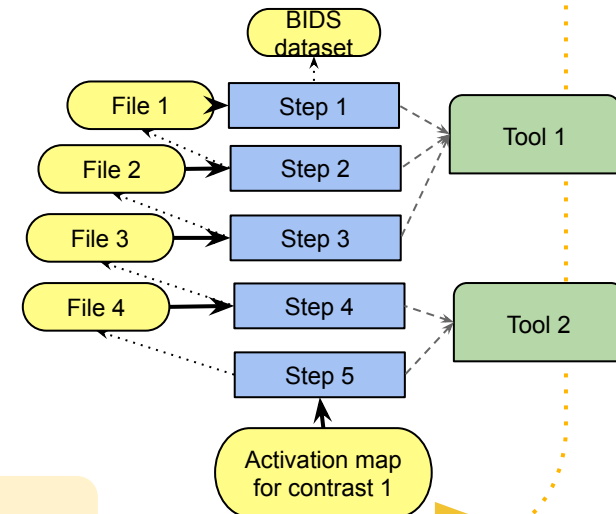 BIDS
dataset
File 1
Step 1
Tool 1
File 2
Step 2
File 3
Step 3
File 4
Step 4
Tool 2
Step 5
Activation map
for contrast 1